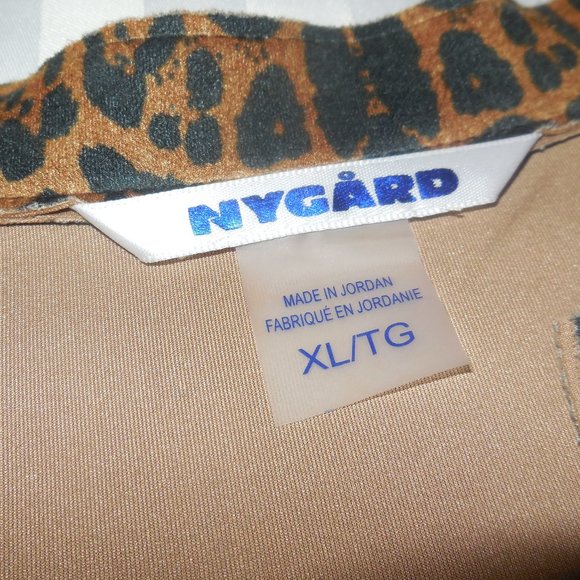 NYGÅRD
MADE IN JORDAN
FABRIQUÉ EN JORDANIE
XL/TG